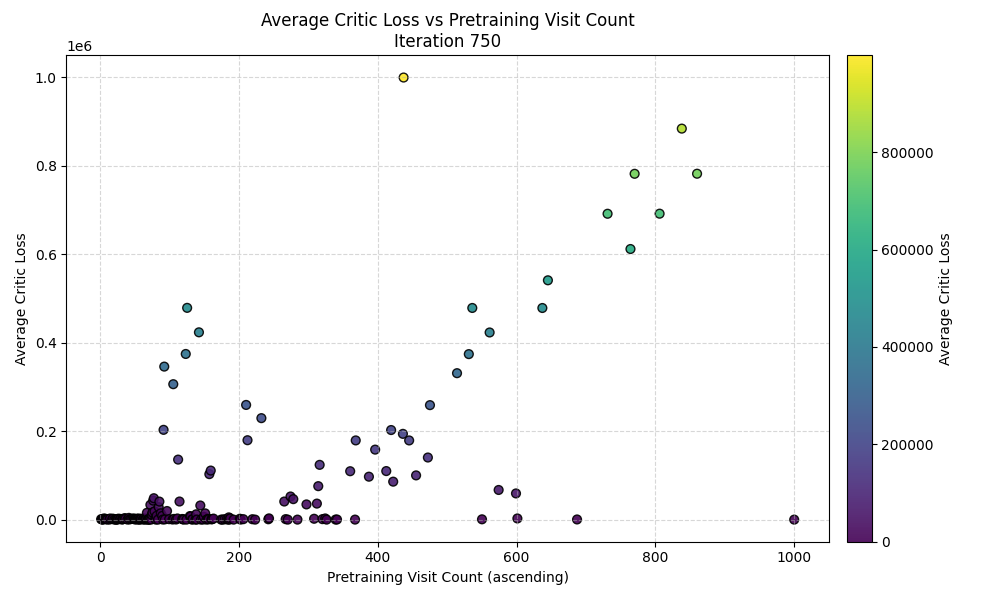 Average Critic Loss vs Pretraining Visit Count
Iteration 750
1e6
1.0
0.8
0.6
0.4
0.2
0.0
Average Critic Loss
0
200
400
600
800
1000
Pretraining Visit Count (ascending)
800000
600000
400000
200000
0
Average Critic Loss